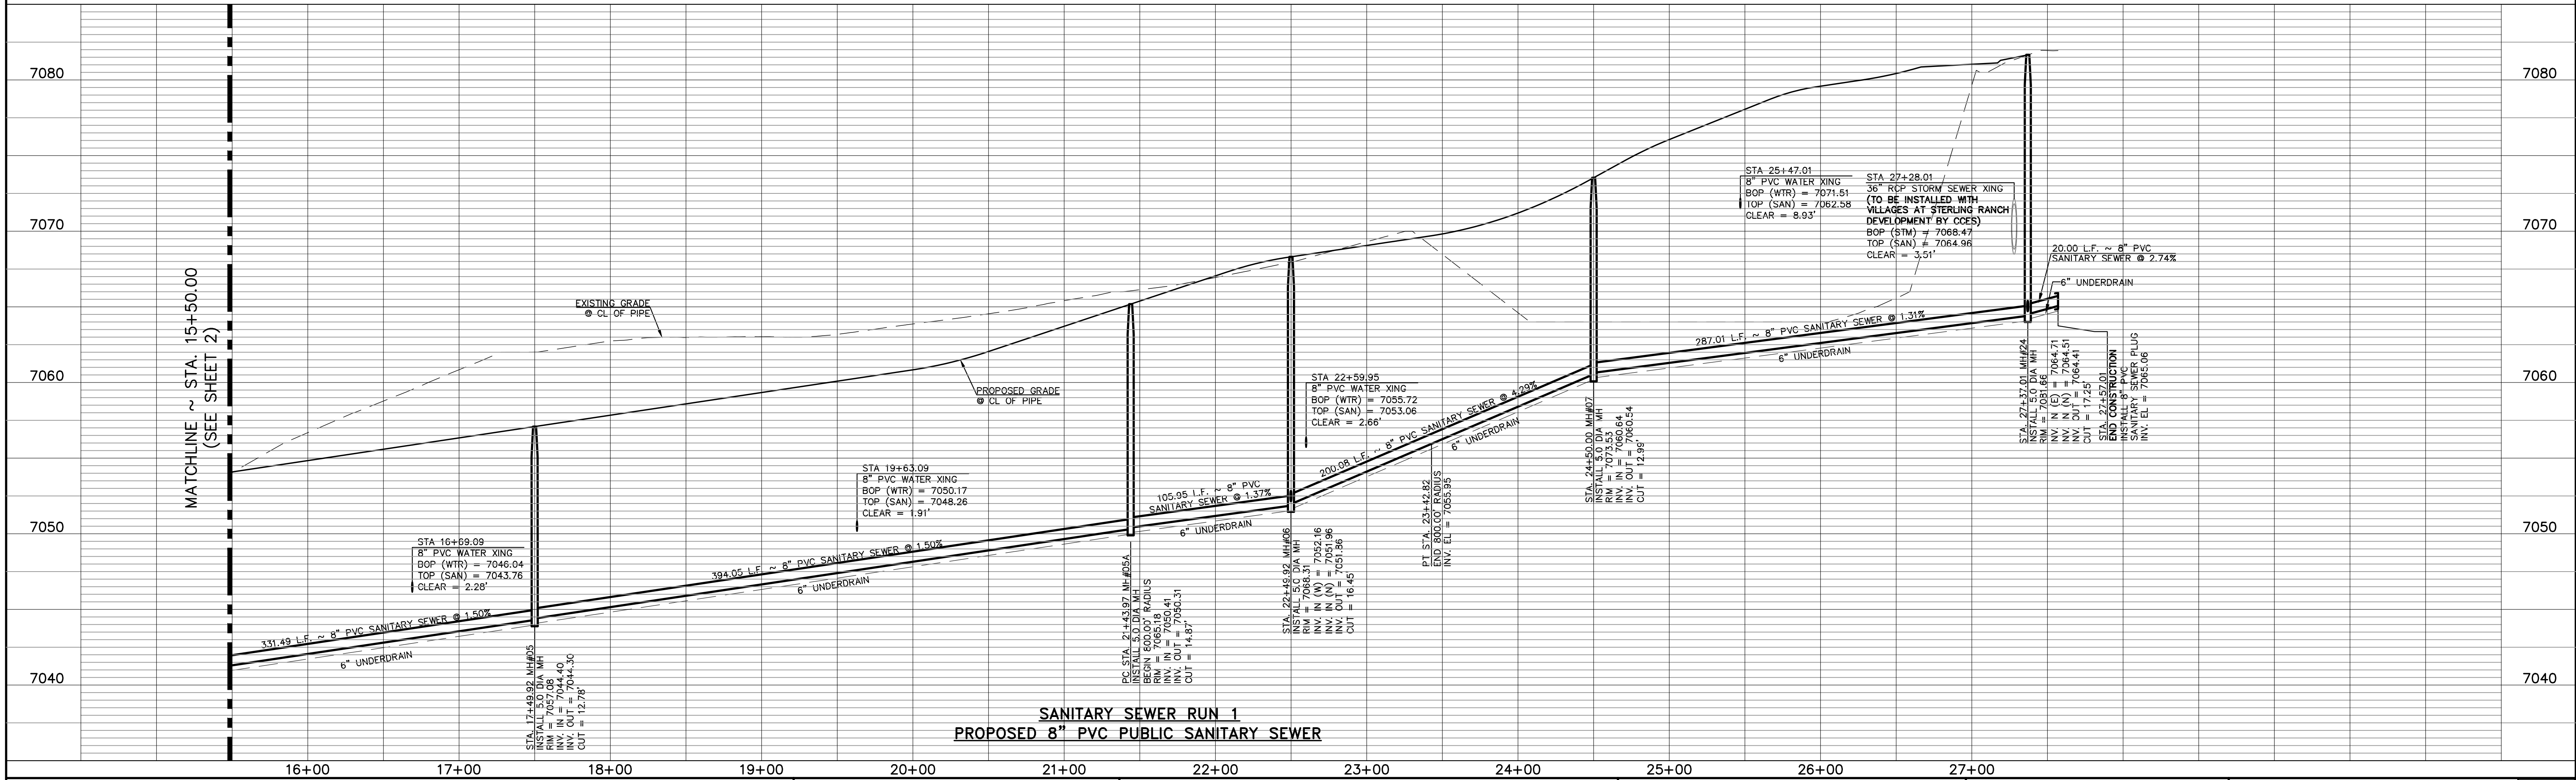 7080
7070
7060
7050
7040
MATCHLINE ~ STA. 15+50.00
(SEE SHEET 2)
331.49 L.F. ~ 8" PVC SANITARY SEWER @ 1.50%
6" UNDERDRAIN
STA 16+69.09
8" PVC WATER XING
BOP (WTR) = 7046.04
TOP (SAN) = 7043.76
CLEAR = 2.28'
STA. 17+49.92 MH#05
INSTALL 5.0 DIA MH
RIM = 7057.08
INV. IN = 7044.40
INV. OUT = 7044.30
CUT = 12.78'
EXISTING GRADE
@ CL OF PIPE
394.05 L.F. ~ 8" PVC SANITARY SEWER @ 1.50%
6" UNDERDRAIN
STA 19+63.09
8" PVC WATER XING
BOP (WTR) = 7050.17
TOP (SAN) = 7048.26
CLEAR = 1.91'
PROPOSED GRADE
@ CL OF PIPE
PC STA. 21+43.97 MH#05A
INSTALL 5.0 DIA MH
BEGIN 800.00' RADIUS
RIM = 7065.18
INV. IN = 7050.41
INV. OUT = 7050.31
CUT = 14.87'
105.95 L.F. ~ 8" PVC
SANITARY SEWER @ 1.37%
6" UNDERDRAIN
STA 22+59.95
8" PVC WATER XING
BOP (WTR) = 7055.72
TOP (SAN) = 7053.06
CLEAR = 2.66'
STA. 22+49.92 MH#06
INSTALL 5.0 DIA MH
RIM = 7068.31
INV. IN (W) = 7052.16
INV. IN (N) = 7051.96
INV. OUT = 7051.86
CUT = 16.45'
200.08 L.F. ~ 8" PVC SANITARY SEWER @ 4.29%
6" UNDERDRAIN
PT STA. 23+42.82
END 800.00' RADIUS
INV. EL = 7055.95
STA. 24+50.00 MH#07
INSTALL 5.0 DIA MH
RIM = 7073.53
INV. IN = 7060.64
INV. OUT = 7060.54
CUT = 12.99'
STA 25+47.01
8" PVC WATER XING
BOP (WTR) = 7071.51
TOP (SAN) = 7062.58
CLEAR = 8.93'
STA 27+28.01
36" RCP STORM SEWER XING
(TO BE INSTALLED WITH
VILLAGES AT STERLING RANCH
DEVELOPMENT BY CCES)
BOP (STM) = 7068.47
TOP (SAN) = 7064.96
CLEAR = 3.51'
287.01 L.F. ~ 8" PVC SANITARY SEWER @ 1.31%
6" UNDERDRAIN
20.00 L.F. ~ 8" PVC
SANITARY SEWER @ 2.74%
6" UNDERDRAIN
STA. 27+37.01 MH#24
INSTALL 5.0 DIA MH
RIM = 7081.66
INV. IN (E) = 7064.71
INV. IN (N) = 7064.51
INV. OUT = 7064.41
CUT = 17.25'
STA. 27+57.01
END CONSTRUCTION
INSTALL 8" PVC
SANITARY SEWER PLUG
INV. EL = 7065.06
7080
7070
7060
7050
7040
SANITARY SEWER RUN 1
PROPOSED 8" PVC PUBLIC SANITARY SEWER
16+00
17+00
18+00
19+00
20+00
21+00
22+00
23+00
24+00
25+00
26+00
27+00